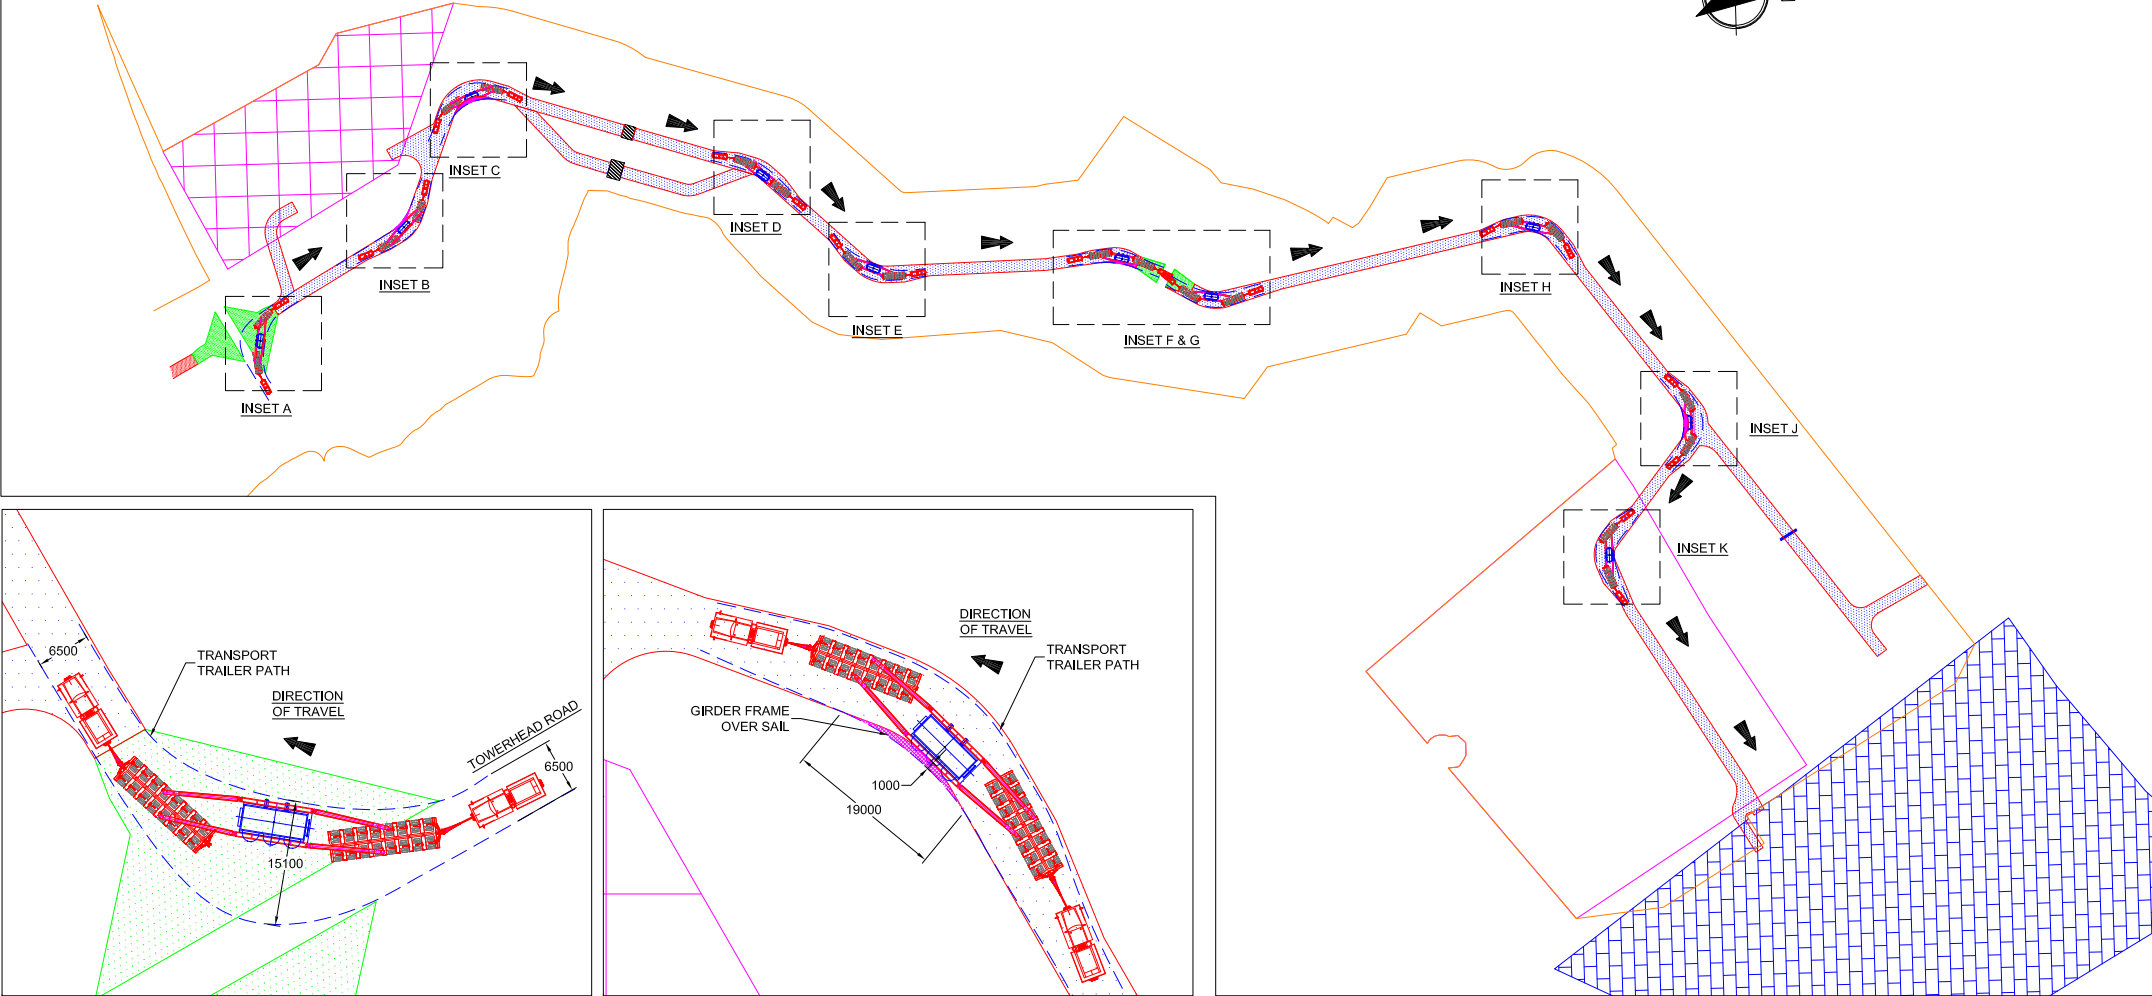 INSET C
INSET D
INSET B
INSET H
INSET E
INSET F & G
INSET A
INSET J
INSET K
6500
TRANSPORT
TRAILER PATH
DIRECTION
OF TRAVEL
TOWERHEAD ROAD
6500
15100
DIRECTION
OF TRAVEL
TRANSPORT
TRAILER PATH
GIRDER FRAME
OVER SAIL
1000
19000